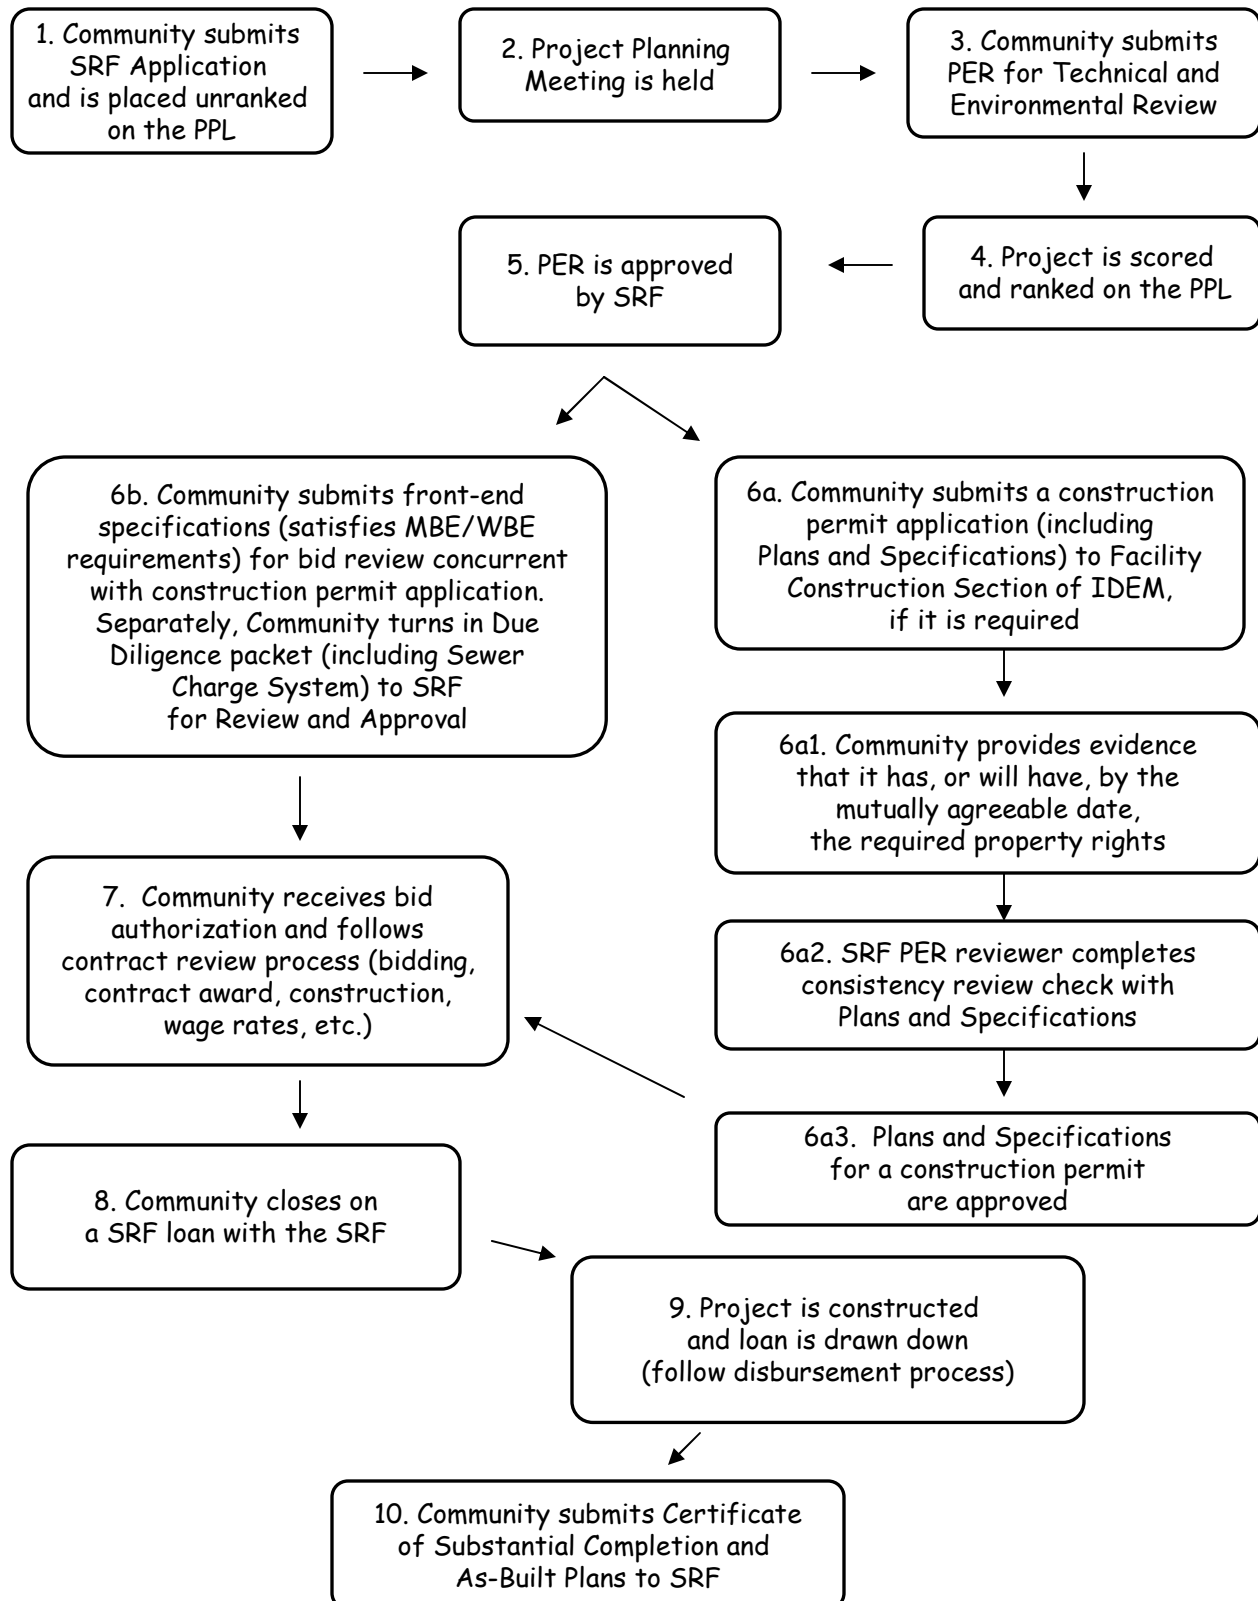 1. Community submits
SRF Application
and is placed unranked
on the PPL
2. Project Planning
Meeting is held
3. Community submits
PER for Technical and
Environmental Review
4. Project is scored
and ranked on the PPL
5. PER is approved
by SRF
6b. Community submits front-end
specifications (satisfies MBE/WBE
requirements) for bid review concurrent
with construction permit application.
Separately, Community turns in Due
Diligence packet (including Sewer
Charge System) to SRF
for Review and Approval
6a. Community submits a construction
permit application (including
Plans and Specifications) to Facility
Construction Section of IDEM,
if it is required
6a1. Community provides evidence
that it has, or will have, by the
mutually agreeable date,
the required property rights
6a2. SRF PER reviewer completes
consistency review check with
Plans and Specifications
6a3. Plans and Specifications
for a construction permit
are approved
7. Community receives bid
authorization and follows
contract review process (bidding,
contract award, construction,
wage rates, etc.)
8. Community closes on
a SRF loan with the SRF
9. Project is constructed
and loan is drawn down
(follow disbursement process)
10. Community submits Certificate
of Substantial Completion and
As-Built Plans to SRF